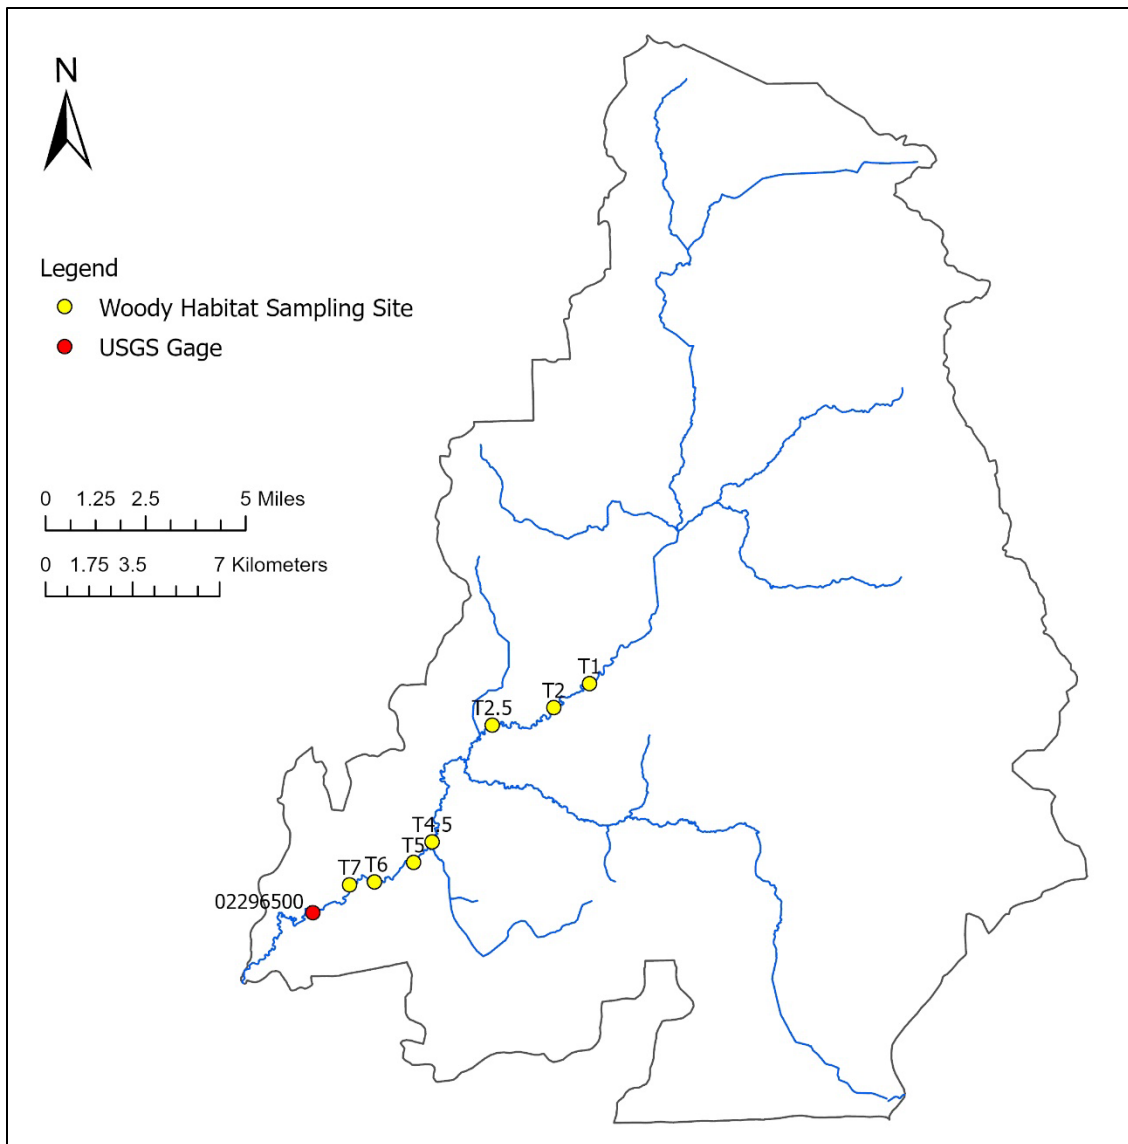 N
Legend
Woody Habitat Sampling Site
USGS Gage
0 1.25 2.5 5 Miles
0 1.75 3.5 7 Kilometers
T1
T2
T2.5
T4.5
T5
T6
T7
02296500